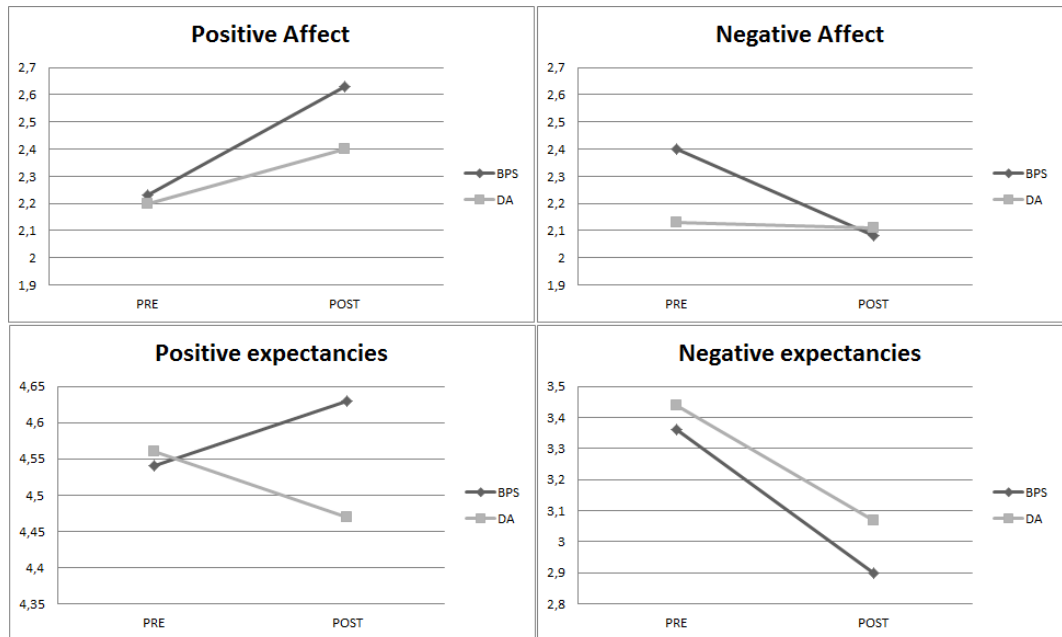 Positive Affect
2,7
2,6
2,5
2,4
2,3
2,2
2,1
2
1,9
PRE
POST
BPS
DA
Negative Affect
2,7
2,6
2,5
2,4
2,3
2,2
2,1
2
1,9
PRE
POST
BPS
DA
Positive expectancies
4,65
4,6
4,55
4,5
4,45
4,4
4,35
PRE
POST
BPS
DA
Negative expectancies
3,5
3,4
3,3
3,2
3,1
3
2,9
2,8
PRE
POST
BPS
DA